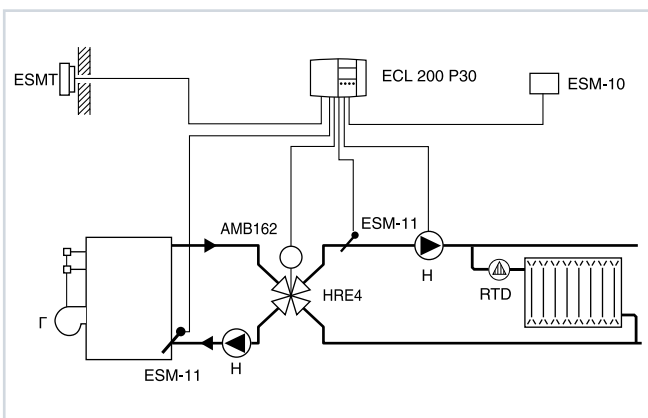 ESMT
ECL 200 P30
ESM-10
AMB162
ESM-11
HRE4
H
RTD
Г
ESM-11
H